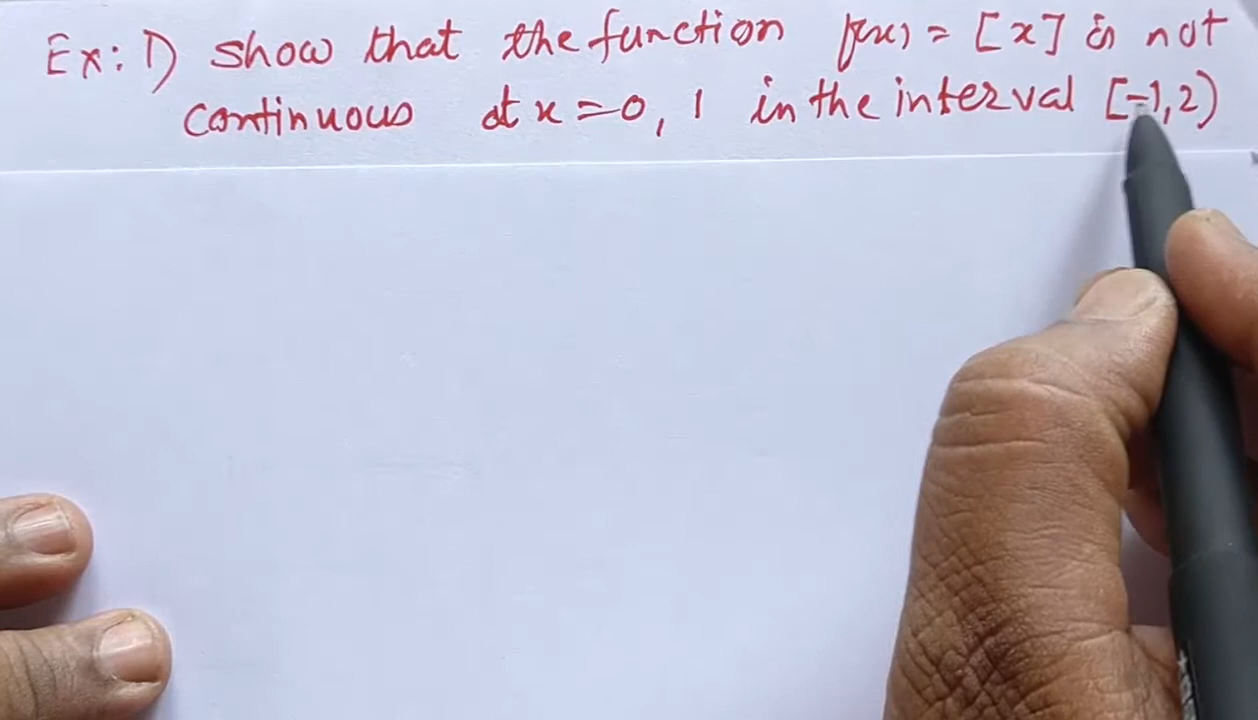 Ex: 1) show that the function f(x) = [x] is not
continuous at x = 0, 1 in the interval [-1,2)